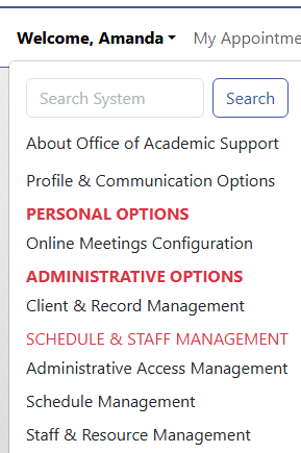 Welcome, Amanda My Appointme
Search System Search
About Office of Academic Support
Profile & Communication Options
PERSONAL OPTIONS
Online Meetings Configuration
ADMINISTRATIVE OPTIONS
Client & Record Management
SCHEDULE & STAFF MANAGEMENT
Administrative Access Management
Schedule Management
Staff & Resource Management